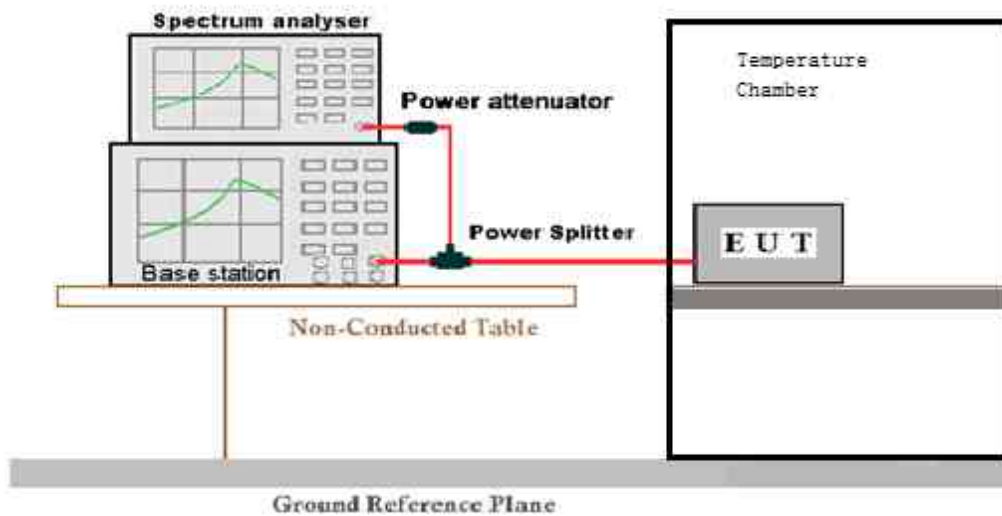 Spectrum analyser
Temperature
Chamber
Power attenuator
Power Splitter
E U T
Base station
Non-Conducted Table
Ground Reference Plane